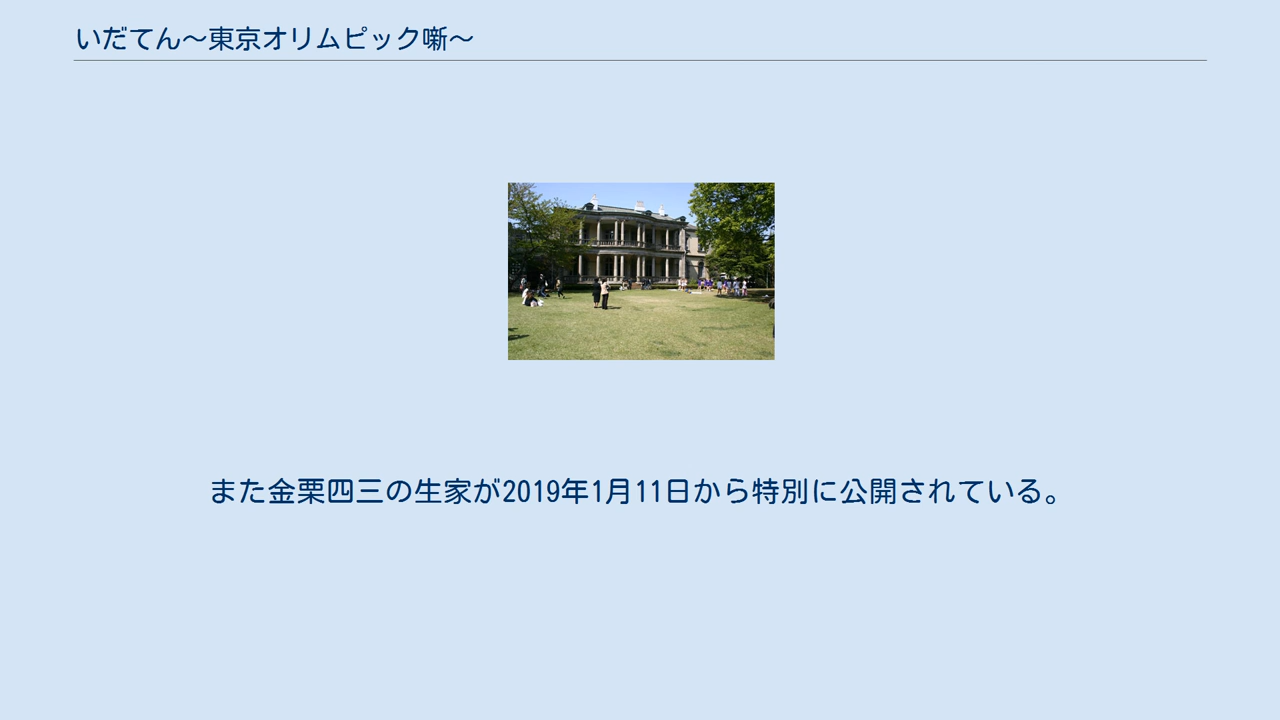 いだてん〜東京オリムピック噺〜
また金栗四三の生家が2019年1月11日から特別に公開されている。